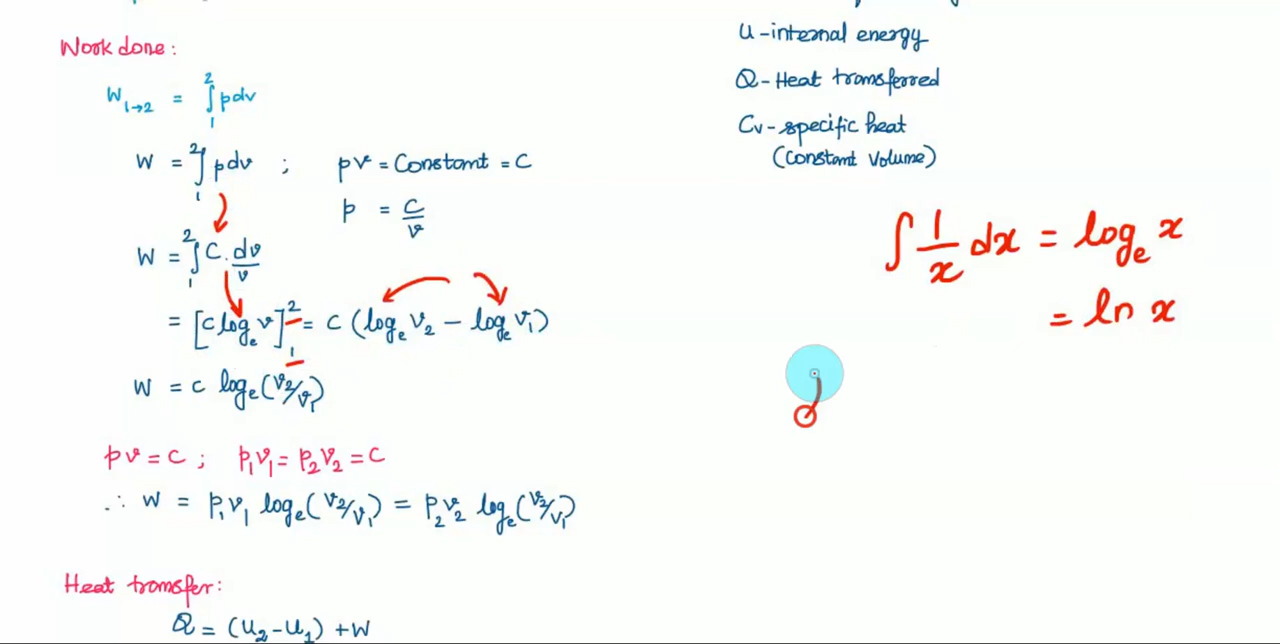 Work done:
W1→2 = ∫₁² pdv
W = ∫₁² pdv ; pv = Constant = C
p = C/v
W = ∫₁² C. dv/v
= [C logₑ v]₁² = C (logₑ v₂ − logₑ v₁)
W = C logₑ(v₂/v₁)
pv = C ; p₁v₁ = p₂v₂ = C
∴ W = p₁v₁ logₑ(v₂/v₁) = p₂v₂ logₑ(v₂/v₁)
Heat transfer:
Q = (U₂ − U₁) + W
U - internal energy
Q - Heat transferred
Cv - specific heat
(Constant Volume)
∫ 1/x dx = logₑ x
= ln x